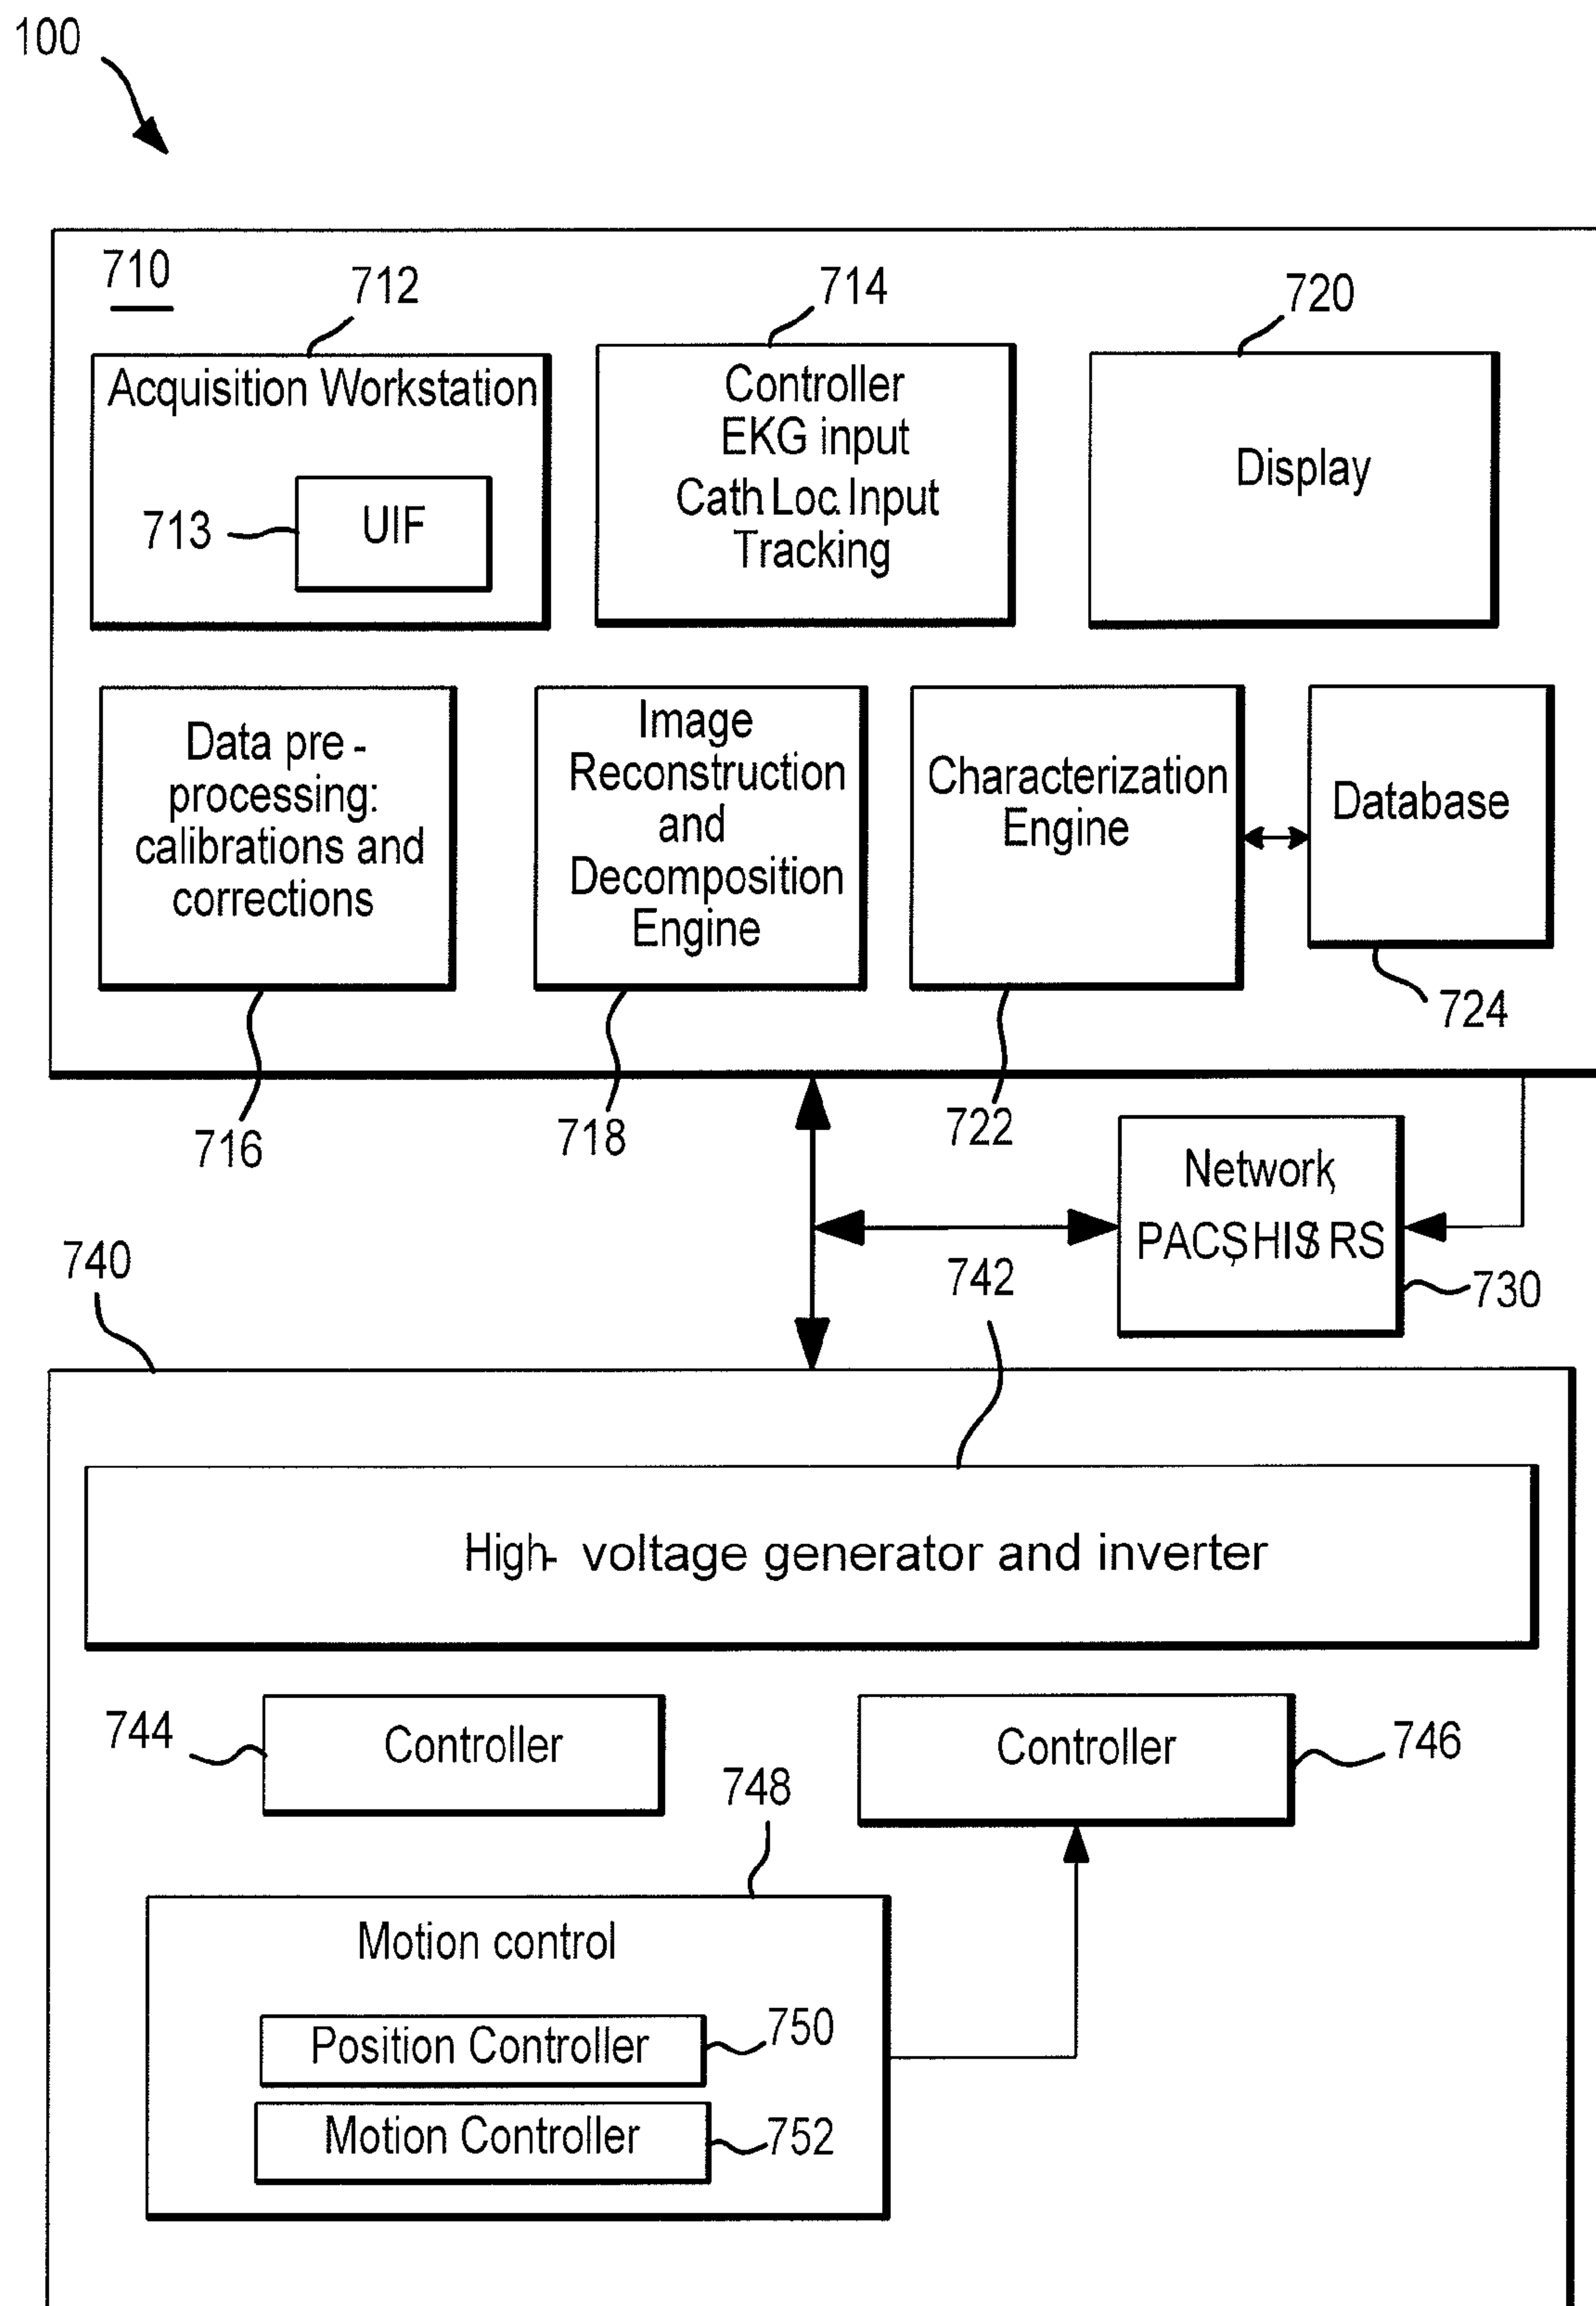 100
710
712
714
720
Acquisition Workstation
713
UIF
Controller
EKG input
Cath. Loc. Input
Tracking
Display
Data pre-
processing:
calibrations and
corrections
Image
Reconstruction
and
Decomposition
Engine
Characterization
Engine
Database
724
716
718
722
Network,
PACS, HIS/RS
730
740
742
High- voltage generator and inverter
744
Controller
Controller
746
748
Motion control
Position Controller
750
Motion Controller
752